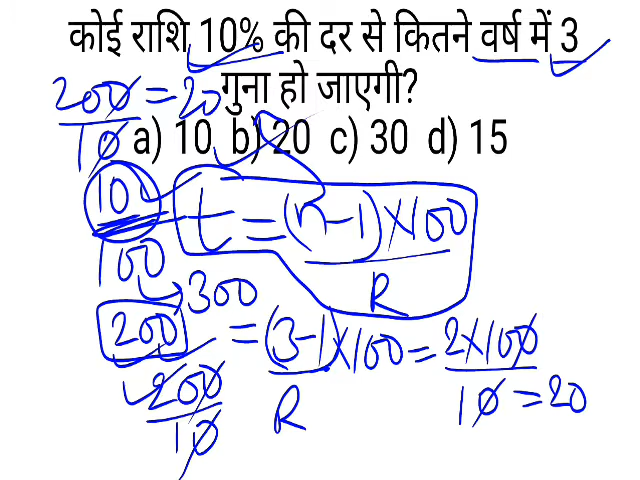 कोई राशि 10% की दर से कितने वर्ष में 3
गुना हो जाएगी?
200/10 = 20
a) 10 b) 20 c) 30 d) 15
10/100
t = (n-1)×100/R
300
200 = (3-1)×100/R = 2×100/10 = 20
200/10